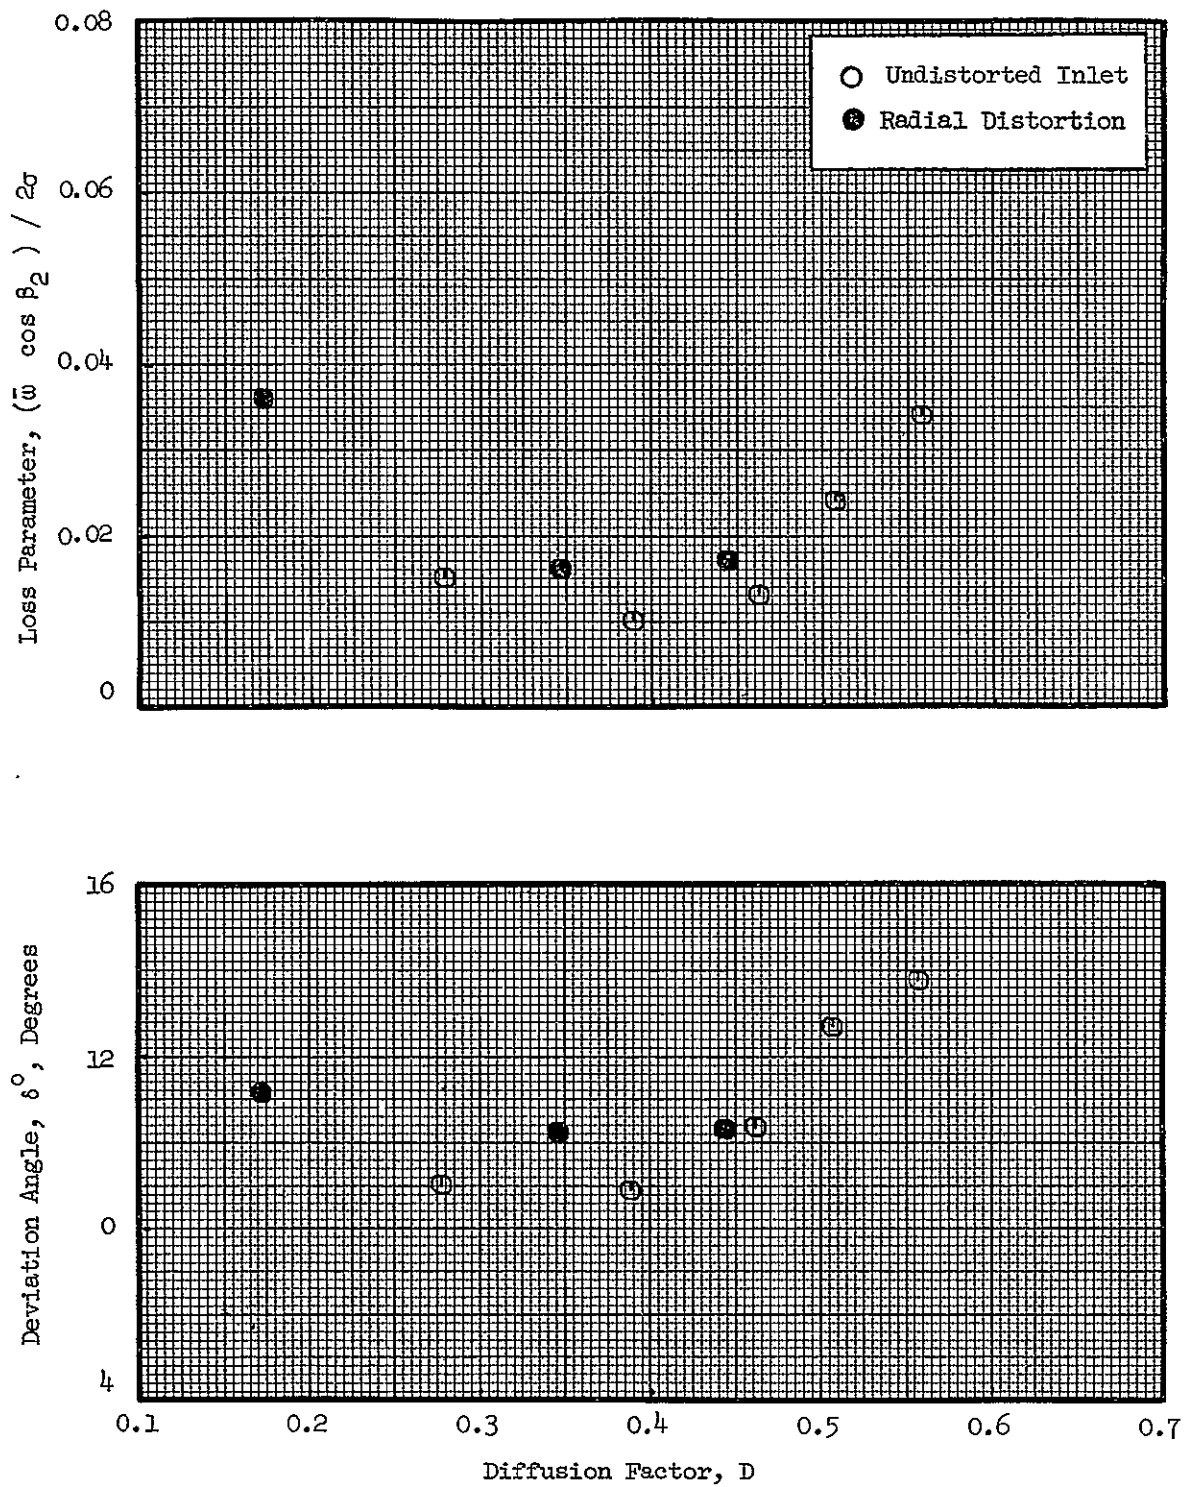 0.08
Undistorted Inlet
Radial Distortion
0.06
0.04
0.02
0
Loss Parameter, (ω̄ cos β₂ ) / 2σ
16
12
0
4
Deviation Angle, δ°, Degrees
0.1 0.2 0.3 0.4 0.5 0.6 0.7
Diffusion Factor, D